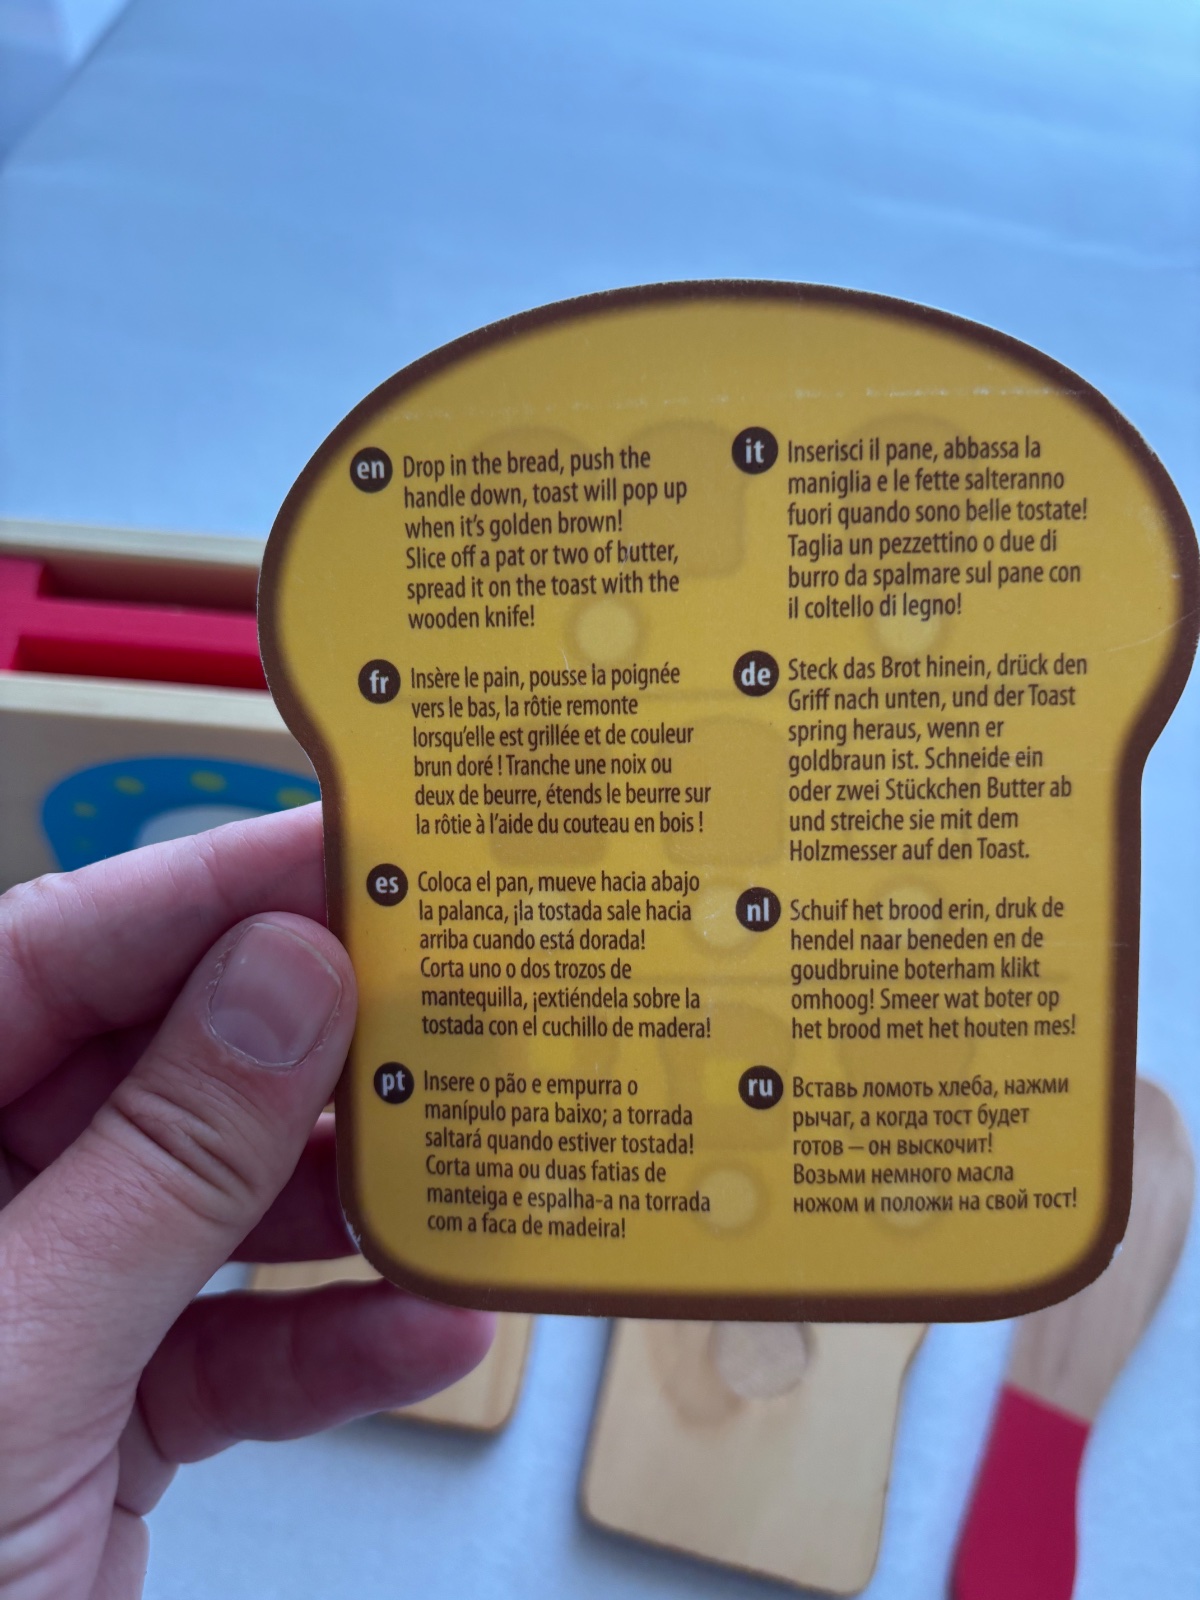 en
Drop in the bread, push the
handle down, toast will pop up
when it's golden brown!
Slice off a pat or two of butter,
spread it on the toast with the
wooden knife!
fr
Insère le pain, pousse la poignée
vers le bas, la rôtie remonte
lorsqu'elle est grillée et de couleur
brun doré ! Tranche une noix ou
deux de beurre, étends le beurre sur
la rôtie à l'aide du couteau en bois !
es
Coloca el pan, mueve hacia abajo
la palanca, ¡la tostada sale hacia
arriba cuando está dorada!
Corta uno o dos trozos de
mantequilla, ¡extiéndela sobre la
tostada con el cuchillo de madera!
pt
Insere o pão e empurra o
manípulo para baixo; a torrada
saltará quando estiver tostada!
Corta uma ou duas fatias de
manteiga e espalha-a na torrada
com a faca de madeira!
it
Inserisci il pane, abbassa la
maniglia e le fette salteranno
fuori quando sono belle tostate!
Taglia un pezzettino o due di
burro da spalmare sul pane con
il coltello di legno!
de
Steck das Brot hinein, drück den
Griff nach unten, und der Toast
spring heraus, wenn er
goldbraun ist. Schneide ein
oder zwei Stückchen Butter ab
und streiche sie mit dem
Holzmesser auf den Toast.
nl
Schuif het brood erin, druk de
hendel naar beneden en de
goudbruine boterham klikt
omhoog! Smeer wat boter op
het brood met het houten mes!
ru
Вставь ломоть хлеба, нажми
рычаг, а когда тост будет
готов — он выскочит!
Возьми немного масла
ножом и положи на свой тост!